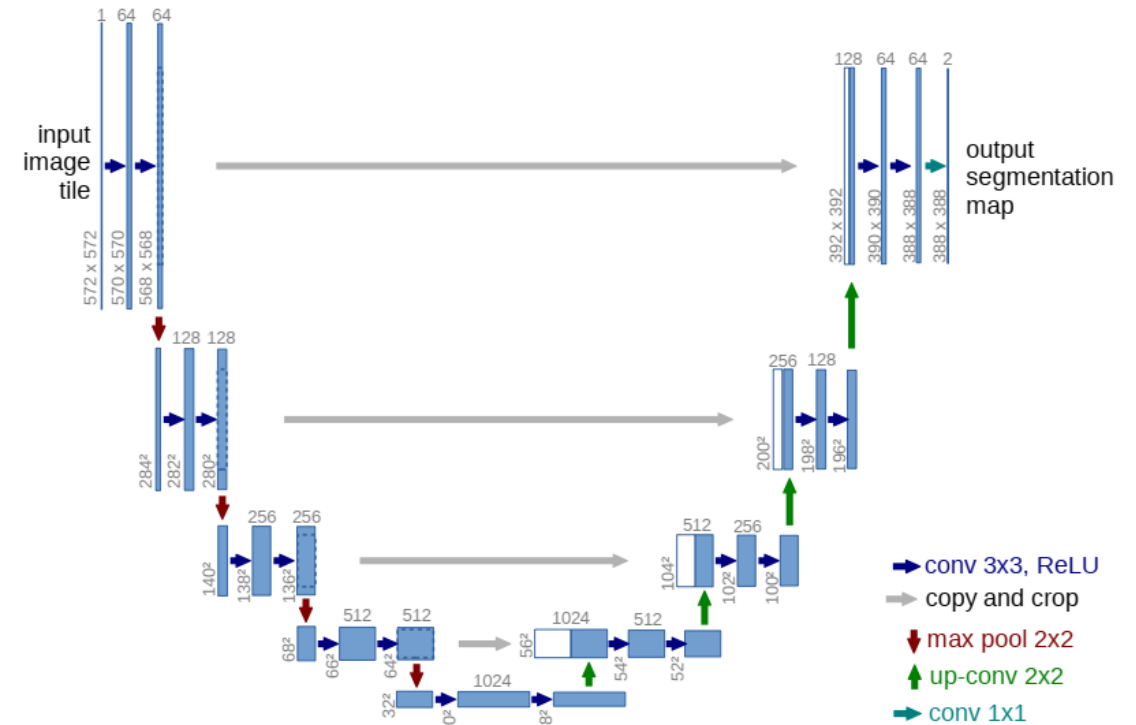 1 64 64
input
image
tile
572 x 572
570 x 570
568 x 568
128 64 64 2
output
segmentation
map
392 x 392
390 x 390
388 x 388
388 x 388
128 128
284²
282²
280²
256 128
200²
198²
196²
256 256
140²
138²
136²
512 256
104²
102²
100²
512 512
68²
66²
64²
1024 512
56²
54²
52²
1024
32²
0²
8²
conv 3x3, ReLU
copy and crop
max pool 2x2
up-conv 2x2
conv 1x1